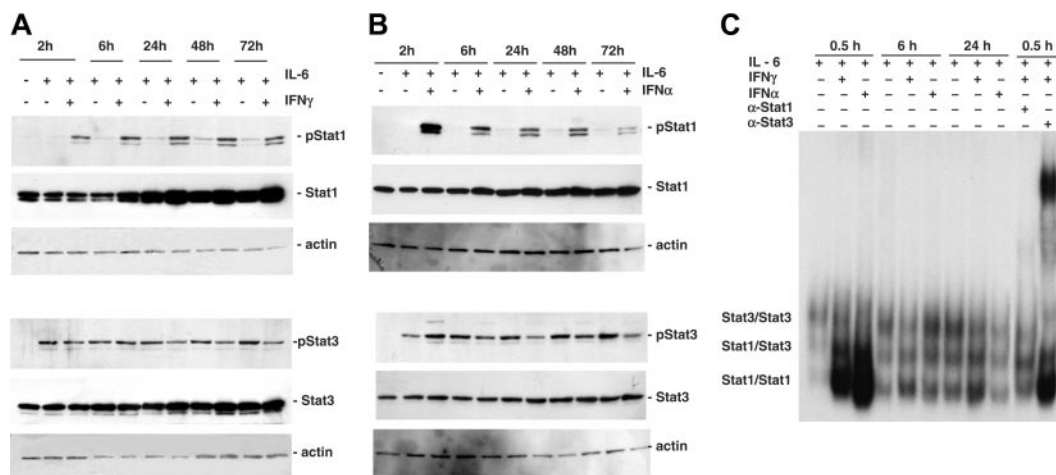 A
2h 6h 24h 48h 72h
- + + + + + + + + + + IL-6
- - + - + - + - + - + IFNγ
- pStat1
- Stat1
- actin
-pStat3
- Stat3
- actin
B
2h 6h 24h 48h 72h
- + + + + + + + + + + IL-6
- - + - + - + - + - + IFNα
- pStat1
- Stat1
- actin
pStat3
Stat3
- actin
C
0.5 h 6 h 24 h 0.5 h
IL - 6 + + + + + + + + + + +
IFNγ - + - - + - - + - + +
IFNα - - + - - + - - + + +
α-Stat1 - - - - - - - - - + -
α-Stat3 - - - - - - - - - - +
Stat3/Stat3
Stat1/Stat3
Stat1/Stat1